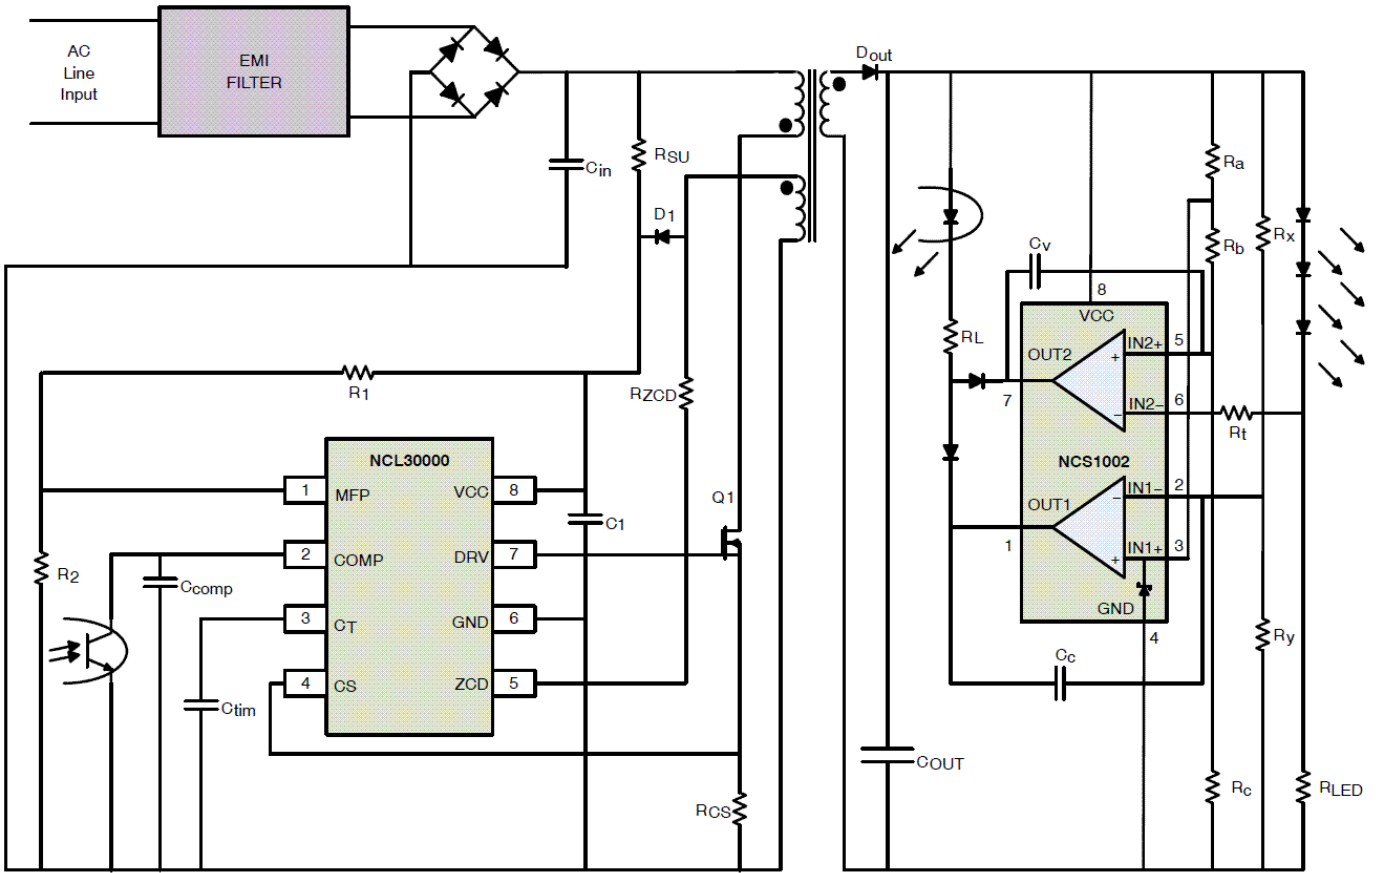 AC
Line
Input
EMI
FILTER
Cin
RSU
D1
Dout
Ra
Rb
Rx
Cv
8
VCC
RL
OUT2
IN2+
5
+
7
IN2−
6
−
Rt
R1
RZCD
NCL30000
1
MFP
VCC
8
2
COMP
DRV
7
3
CT
GND
6
4
CS
ZCD
5
C1
Q1
R2
Ccomp
Ctim
RCS
NCS1002
OUT1
IN1−
2
−
1
IN1+
3
+
GND
4
Cc
Ry
COUT
Rc
RLED